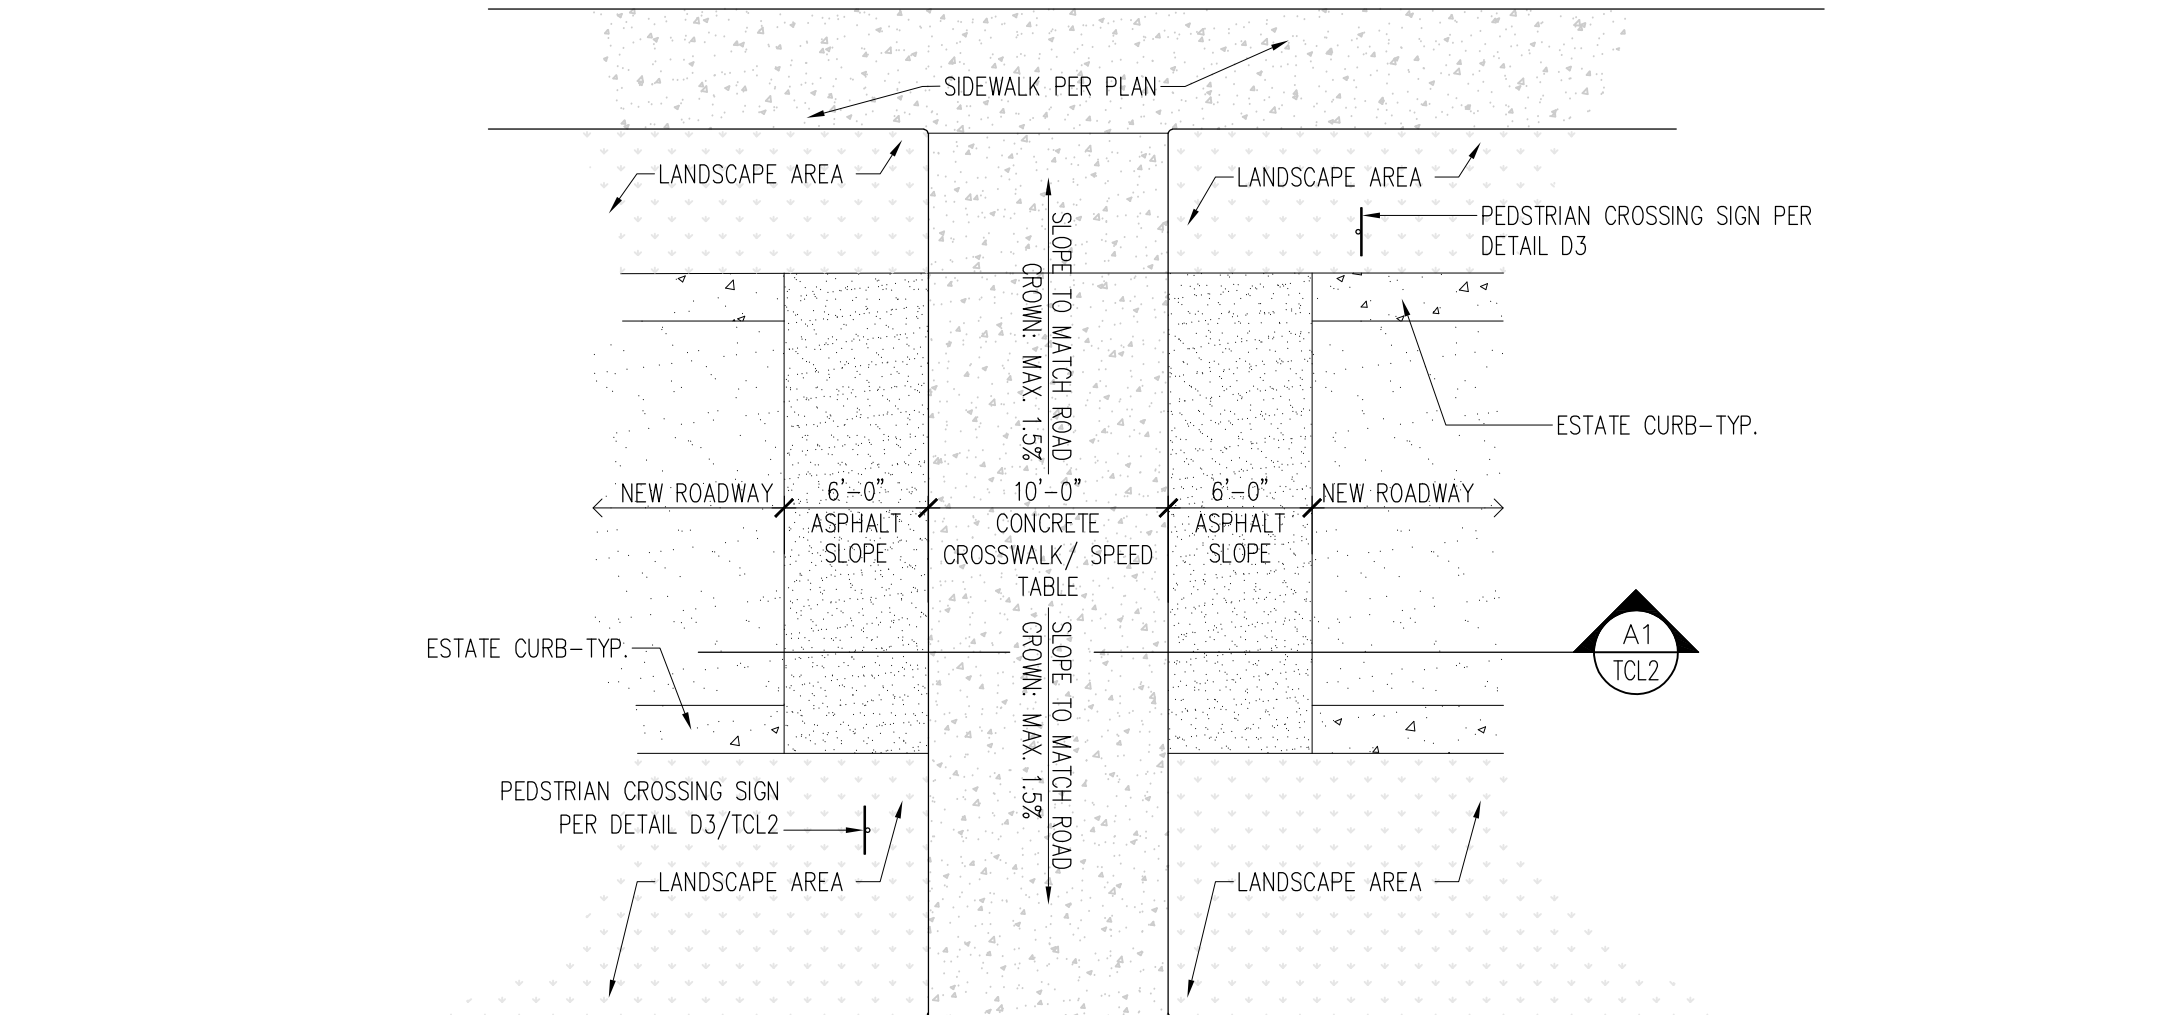 SIDEWALK PER PLAN
LANDSCAPE AREA
LANDSCAPE AREA
PEDSTRIAN CROSSING SIGN PER
DETAIL D3
SLOPE TO MATCH ROAD
CROWN: MAX. 1.5%
ESTATE CURB-TYP.
NEW ROADWAY
6'-0"
ASPHALT
SLOPE
10'-0"
CONCRETE
CROSSWALK/ SPEED
TABLE
6'-0"
ASPHALT
SLOPE
NEW ROADWAY
A1
TCL2
ESTATE CURB-TYP.
SLOPE TO MATCH ROAD
CROWN: MAX. 1.5%
PEDSTRIAN CROSSING SIGN
PER DETAIL D3/TCL2
LANDSCAPE AREA
LANDSCAPE AREA